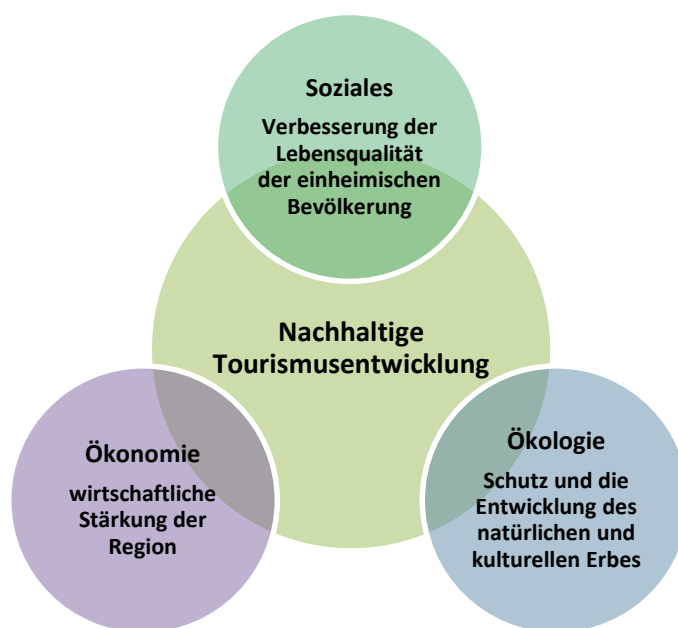 Soziales
Verbesserung der
Lebensqualität
der einheimischen
Bevölkerung
Nachhaltige
Tourismusentwicklung
Ökonomie
wirtschaftliche
Stärkung der
Region
Ökologie
Schutz und die
Entwicklung des
natürlichen und
kulturellen Erbes